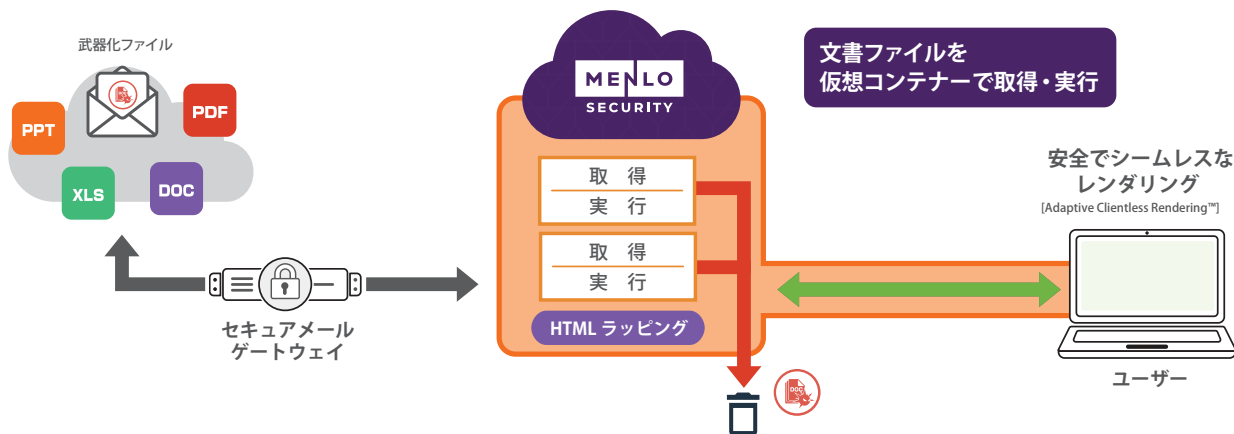 武器化ファイル
PPT
PDF
XLS
DOC
セキュアメール
ゲートウェイ
MENLO
SECURITY
取 得
実 行
取 得
実 行
HTML ラッピング
DOC
文書ファイルを
仮想コンテナーで取得・実行
安全でシームレスな
レンダリング
[Adaptive Clientless Rendering™]
ユーザー